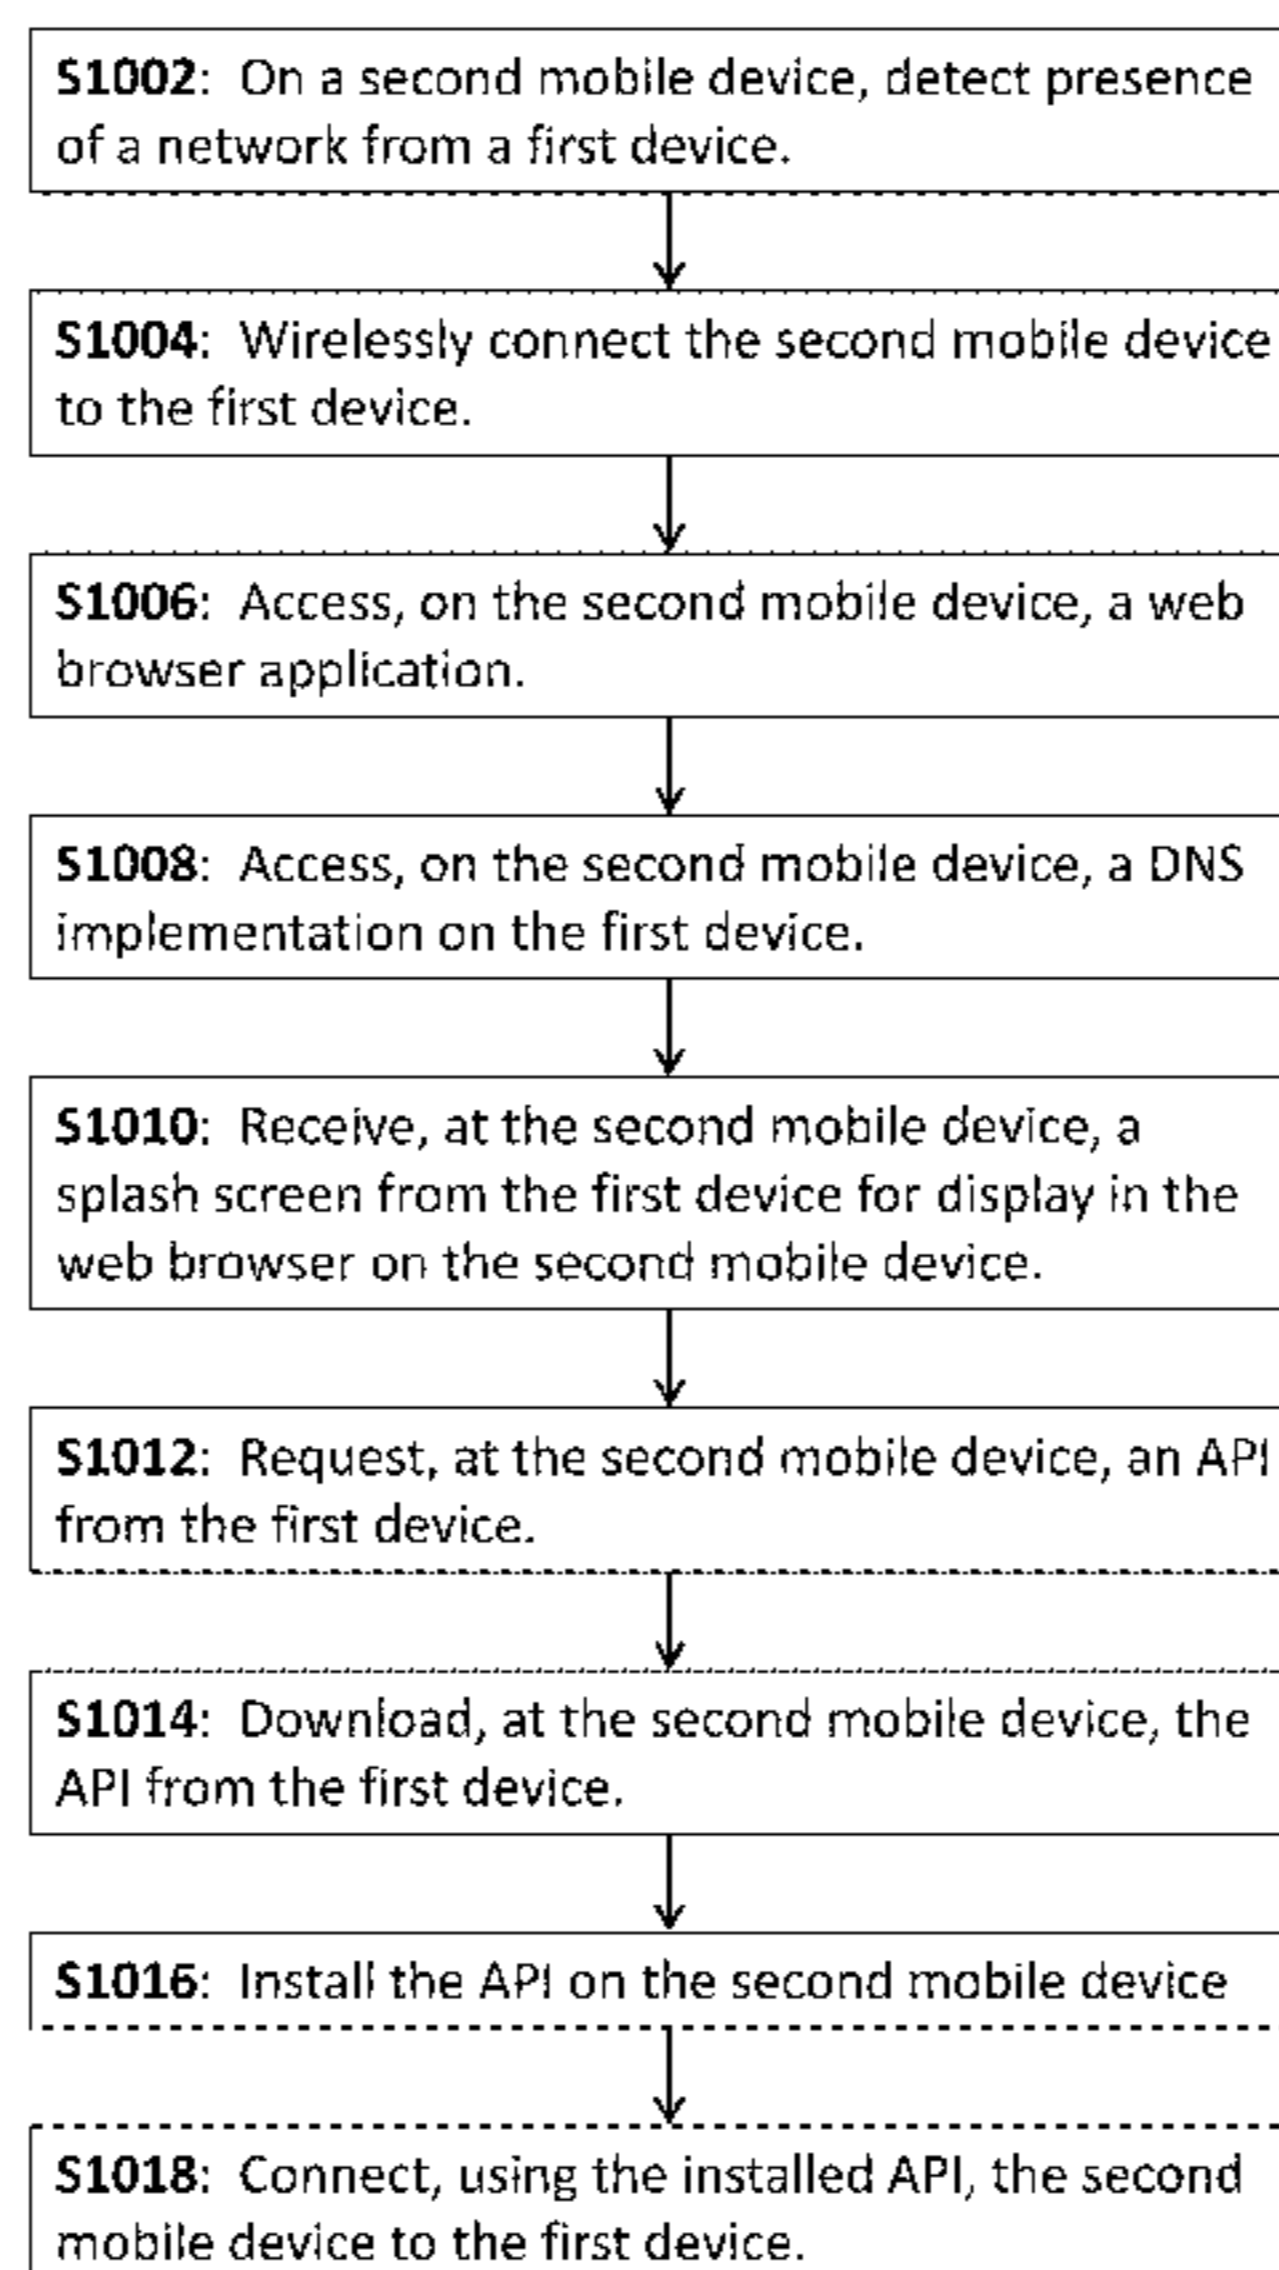 S1002: On a second mobile device, detect presence
of a network from a first device.
S1004: Wirelessly connect the second mobile device
to the first device.
S1006: Access, on the second mobile device, a web
browser application.
S1008: Access, on the second mobile device, a DNS
implementation on the first device.
S1010: Receive, at the second mobile device, a
splash screen from the first device for display in the
web browser on the second mobile device.
S1012: Request, at the second mobile device, an API
from the first device.
S1014: Download, at the second mobile device, the
API from the first device.
S1016: Install the API on the second mobile device
S1018: Connect, using the installed API, the second
mobile device to the first device.